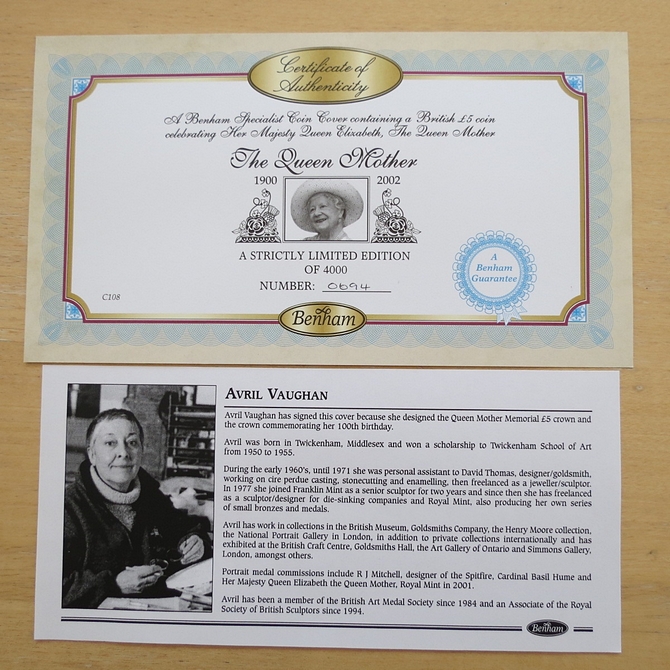 Certificate of
Authenticity
A Benham Specialist Coin Cover containing a British £5 coin
celebrating Her Majesty Queen Elizabeth, The Queen Mother
The Queen Mother
1900 2002
A STRICTLY LIMITED EDITION
OF 4000
NUMBER: 0694
C108
A
Benham
Guarantee
Benham
AVRIL VAUGHAN
Avril Vaughan has signed this cover because she designed the Queen Mother Memorial £5 crown and
the crown commemorating her 100th birthday.
Avril was born in Twickenham, Middlesex and won a scholarship to Twickenham School of Art
from 1950 to 1955.
During the early 1960's, until 1971 she was personal assistant to David Thomas, designer/goldsmith,
working on cire perdue casting, stonecutting and enamelling, then freelanced as a jeweller/sculptor.
In 1977 she joined Franklin Mint as a senior sculptor for two years and since then she has freelanced
as a sculptor/designer for die-sinking companies and Royal Mint, also producing her own series
of small bronzes and medals.
Avril has work in collections in the British Museum, Goldsmiths Company, the Henry Moore collection,
the National Portrait Gallery in London, in addition to private collections internationally and has
exhibited at the British Craft Centre, Goldsmiths Hall, the Art Gallery of Ontario and Simmons Gallery,
London, amongst others.
Portrait medal commissions include R J Mitchell, designer of the Spitfire, Cardinal Basil Hume and
Her Majesty Queen Elizabeth the Queen Mother, Royal Mint in 2001.
Avril has been a member of the British Art Medal Society since 1984 and an Associate of the Royal
Society of British Sculptors since 1994.
Benham